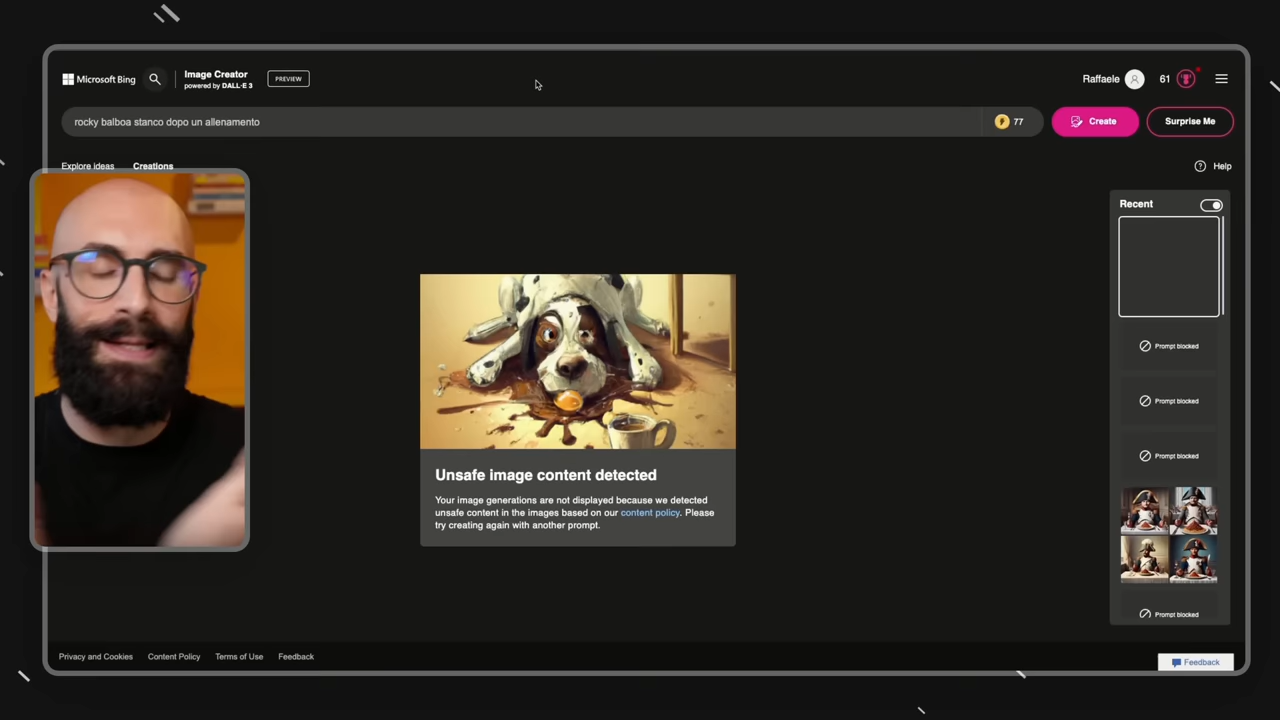 Microsoft Bing
Image Creator
powered by DALL·E 3
PREVIEW
Raffaele
61
rocky balboa stanco dopo un allenamento
77
Create
Surprise Me
Explore ideas
Creations
Help
Recent
Prompt blocked
Prompt blocked
Prompt blocked
Prompt blocked
Unsafe image content detected
Your image generations are not displayed because we detected
unsafe content in the images based on our content policy. Please
try creating again with another prompt.
Privacy and Cookies
Content Policy
Terms of Use
Feedback
Feedback